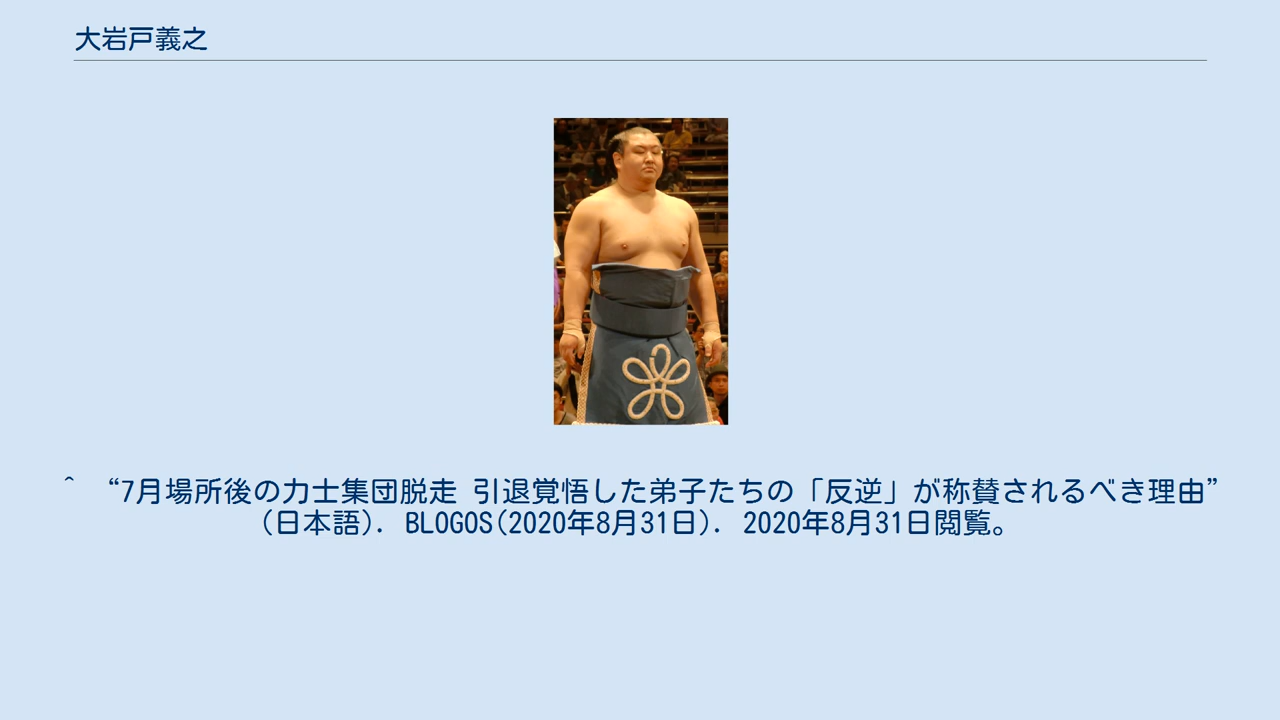 大岩戸義之
^ “7月場所後の力士集団脱走 引退覚悟した弟子たちの「反逆」が称賛されるべき理由”
(日本語). BLOGOS(2020年8月31日). 2020年8月31日閲覧。